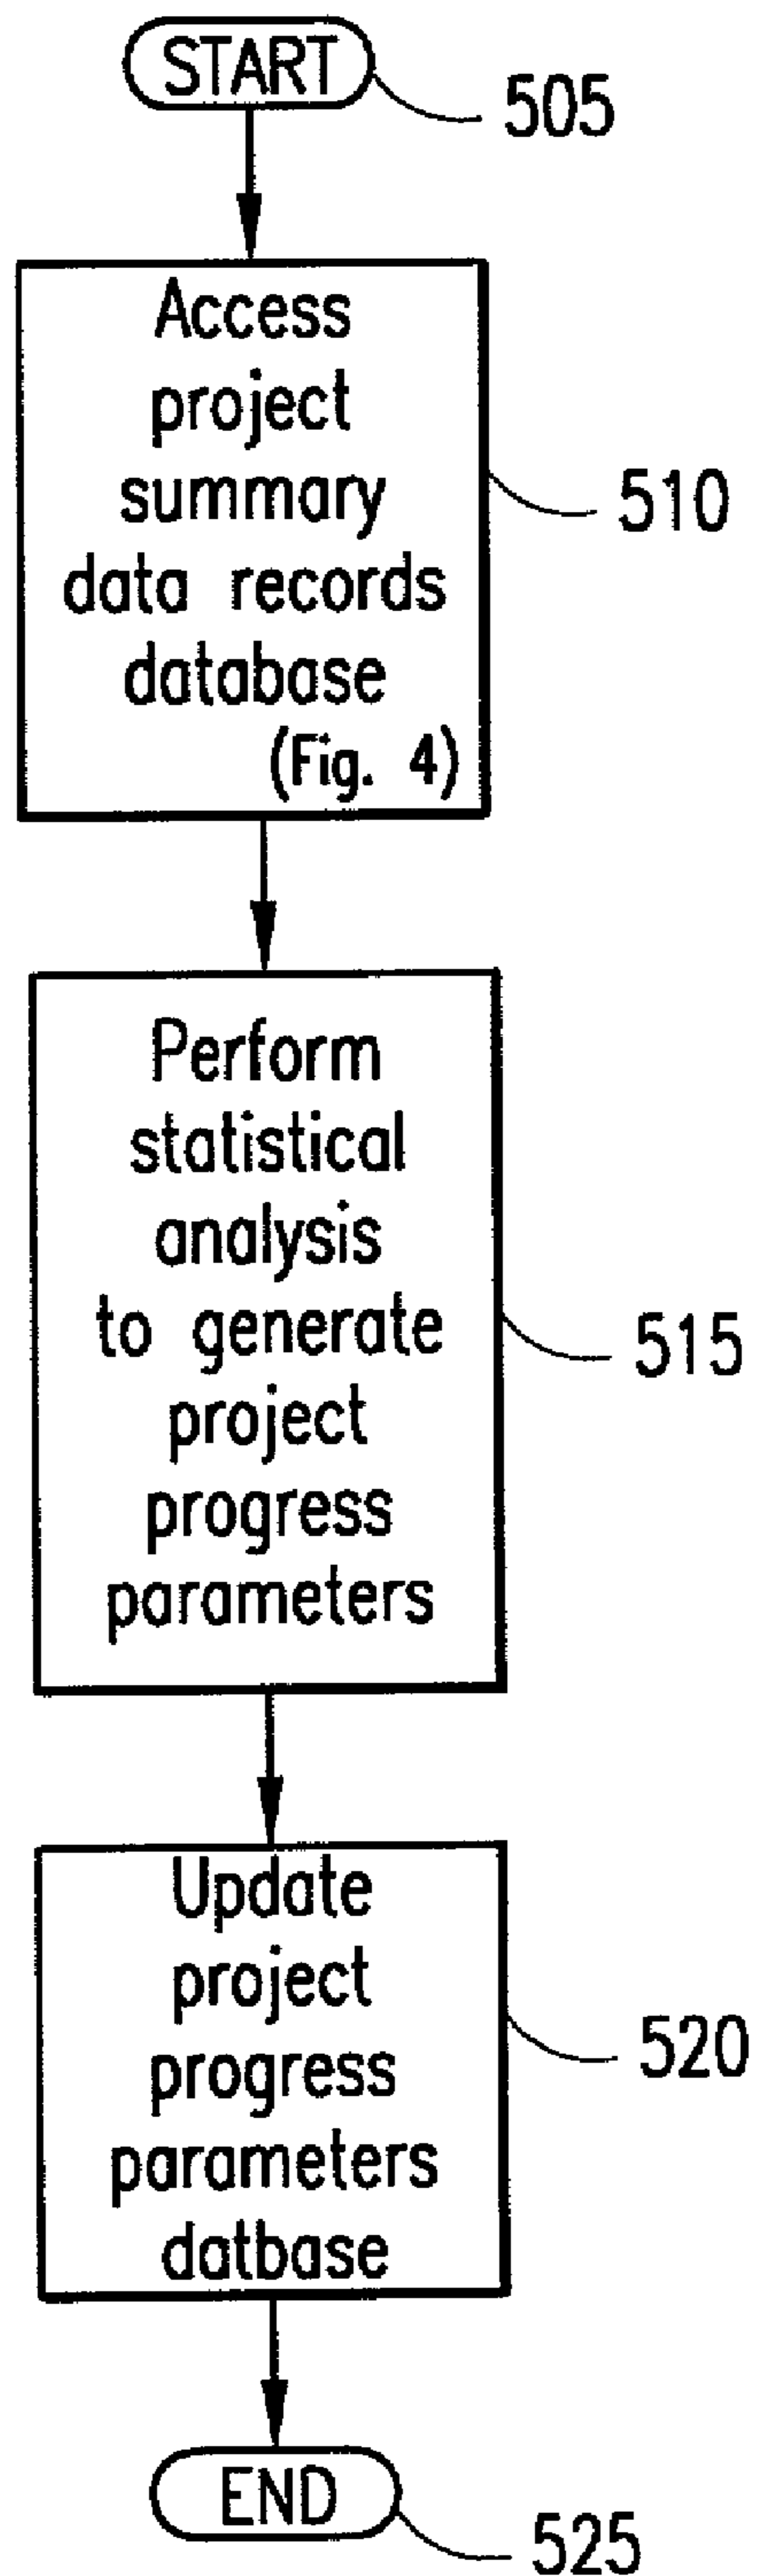 START
505
Access
project
summary
data records
database
(Fig. 4)
510
Perform
statistical
analysis
to generate
project
progress
parameters
515
Update
project
progress
parameters
datbase
520
END
525